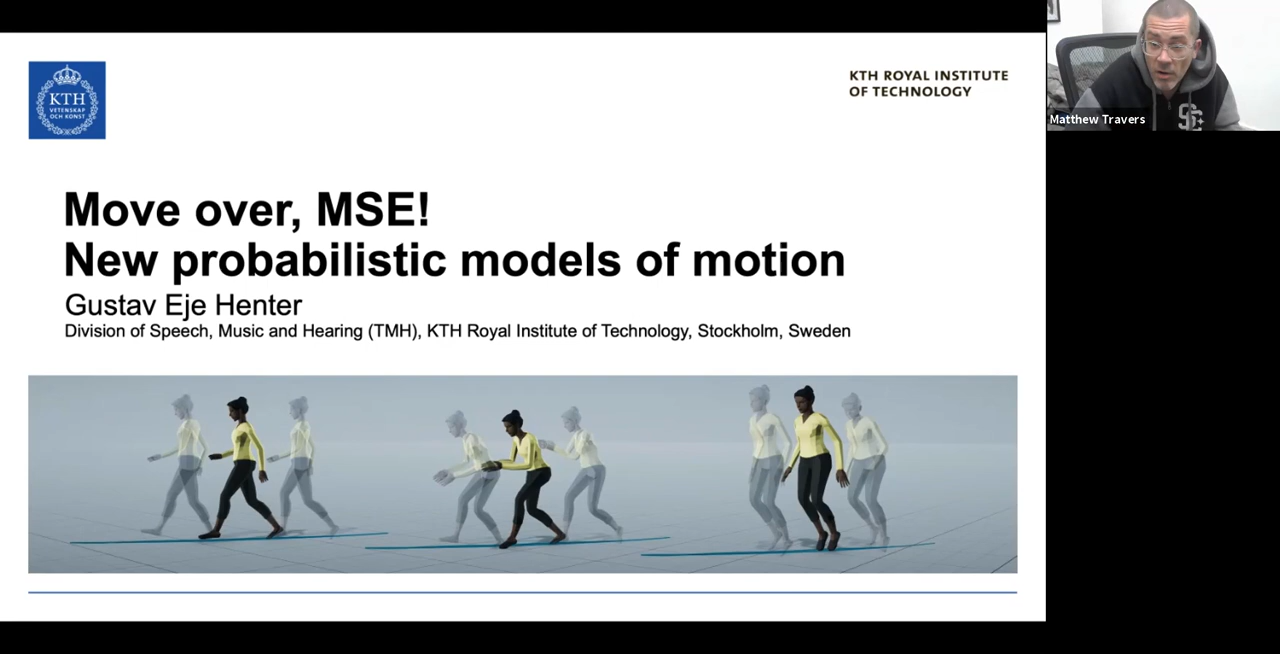 KTH
VETENSKAP
OCH KONST
KTH ROYAL INSTITUTE
OF TECHNOLOGY
Matthew Travers
Move over, MSE!
New probabilistic models of motion
Gustav Eje Henter
Division of Speech, Music and Hearing (TMH), KTH Royal Institute of Technology, Stockholm, Sweden